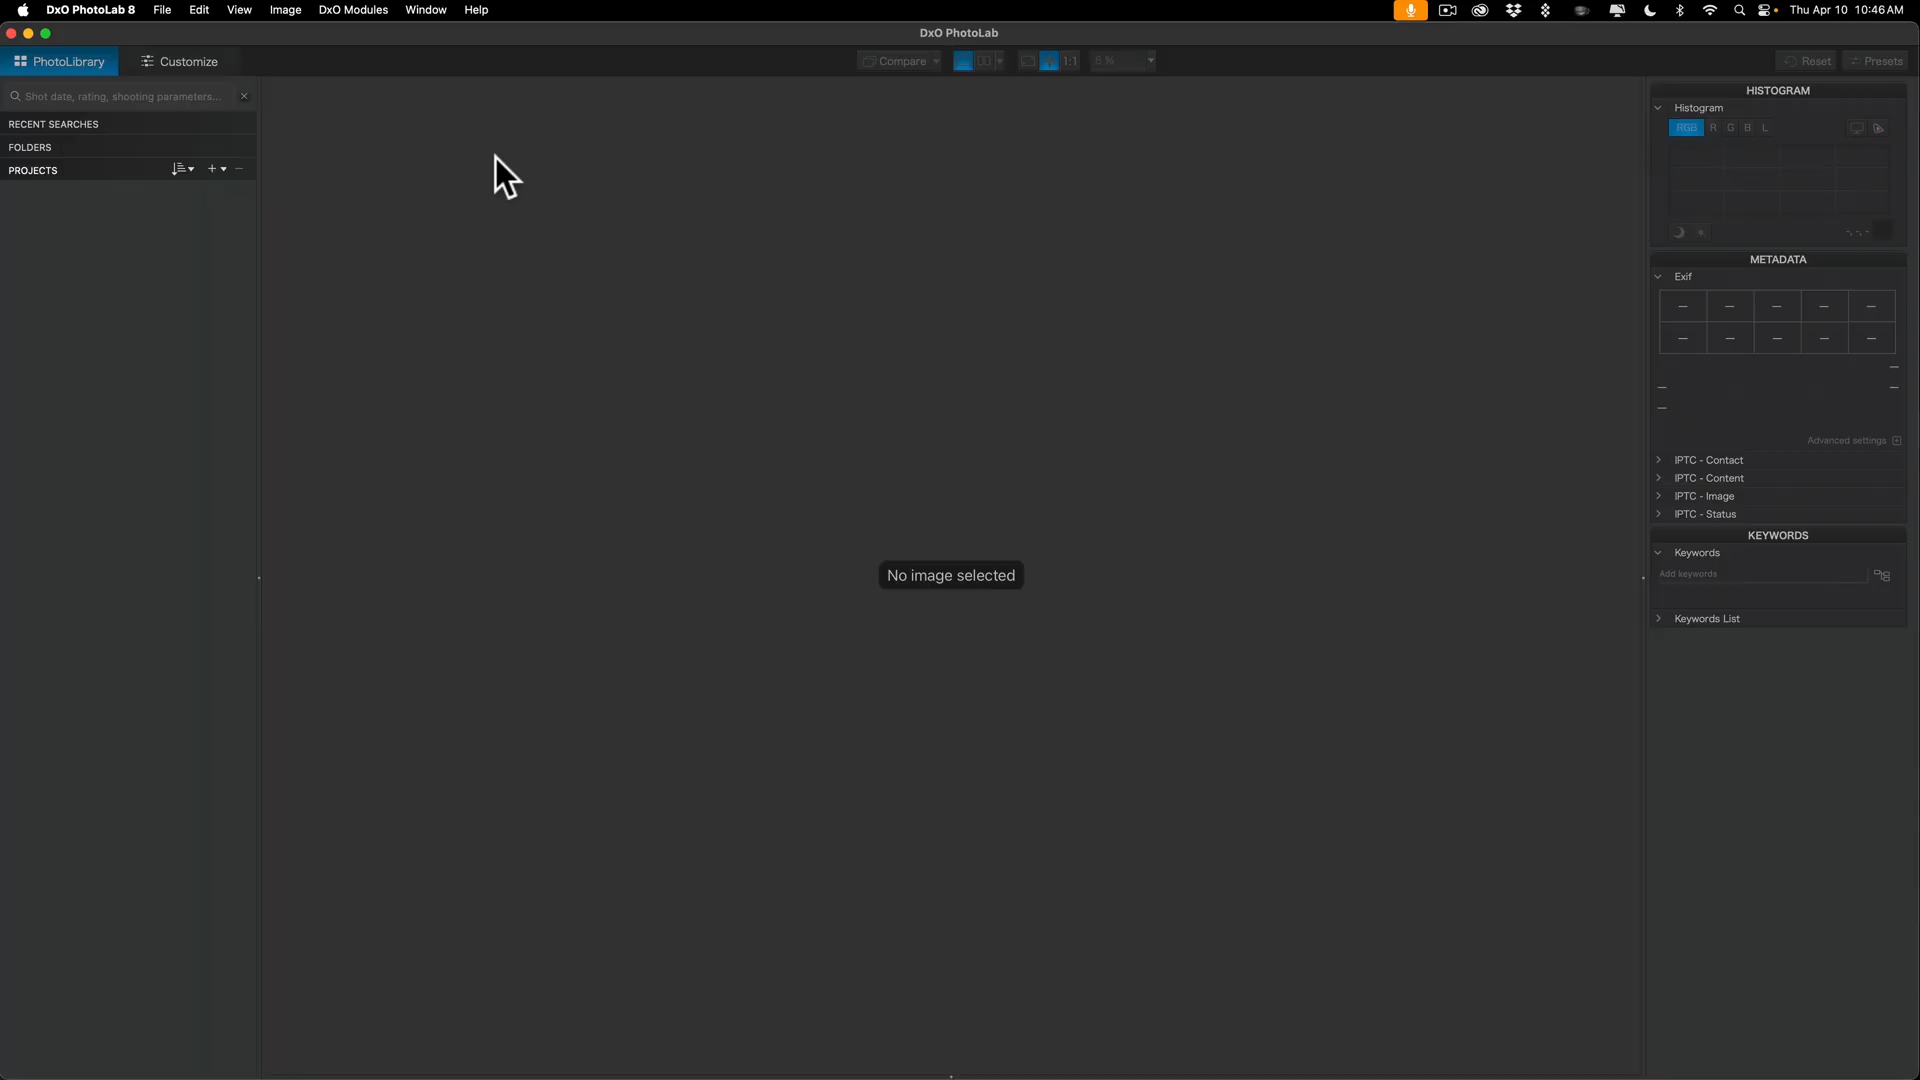 DxO PhotoLab 8 File Edit View Image DxO Modules Window Help Thu Apr 10 10:46 AM
DxO PhotoLab
PhotoLibrary Customize Compare 1:1 6 % Reset Presets
Shot date, rating, shooting parameters...
RECENT SEARCHES
FOLDERS
PROJECTS
No image selected
HISTOGRAM
Histogram
RGB R G B L
METADATA
Exif
— — — — —
— — — — —
—
— —
—
Advanced settings
IPTC - Contact
IPTC - Content
IPTC - Image
IPTC - Status
KEYWORDS
Keywords
Add keywords
Keywords List